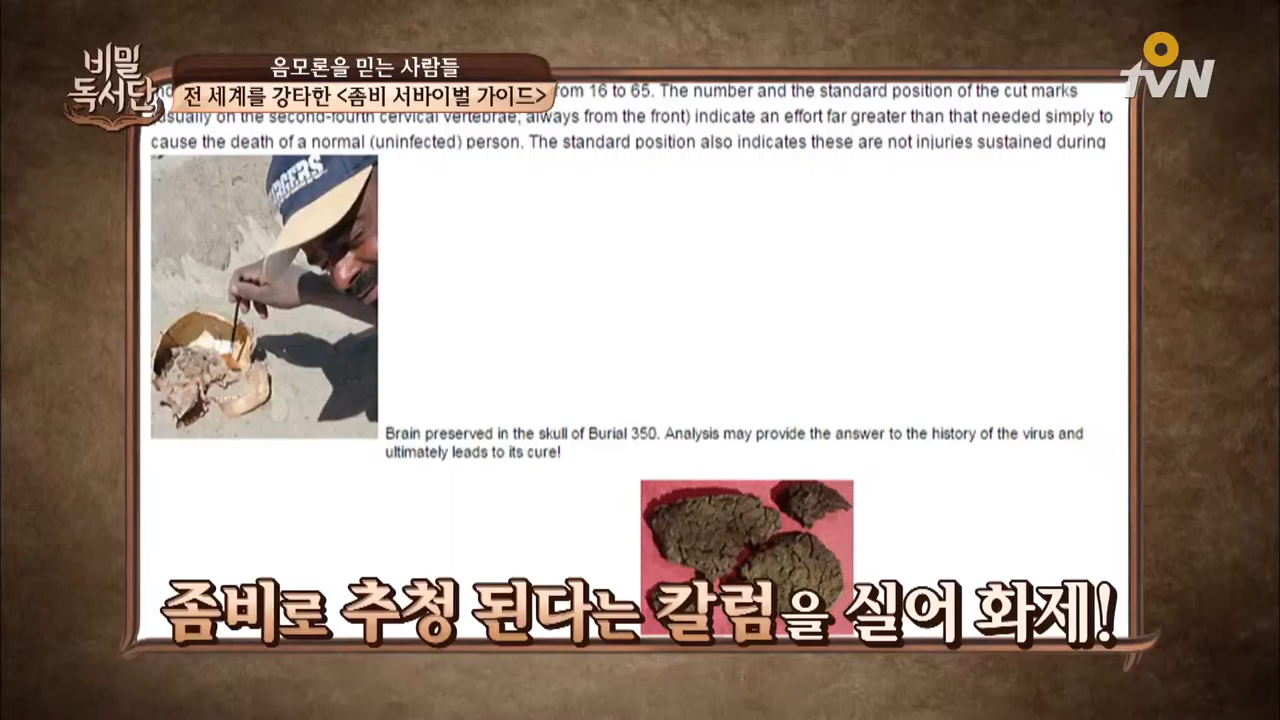 비밀
독서단
음모론을 믿는 사람들
전 세계를 강타한 <좀비 서바이벌 가이드>
tvN
from 16 to 65. The number and the standard position of the cut marks
usually on the second-fourth cervical vertebrae, always from the front) indicate an effort far greater than that needed simply to
cause the death of a normal (uninfected) person. The standard position also indicates these are not injuries sustained during
CHARGERS
Brain preserved in the skull of Burial 350. Analysis may provide the answer to the history of the virus and
ultimately leads to its cure!
좀비로 추청 된다는 칼럼을 실어 화제!